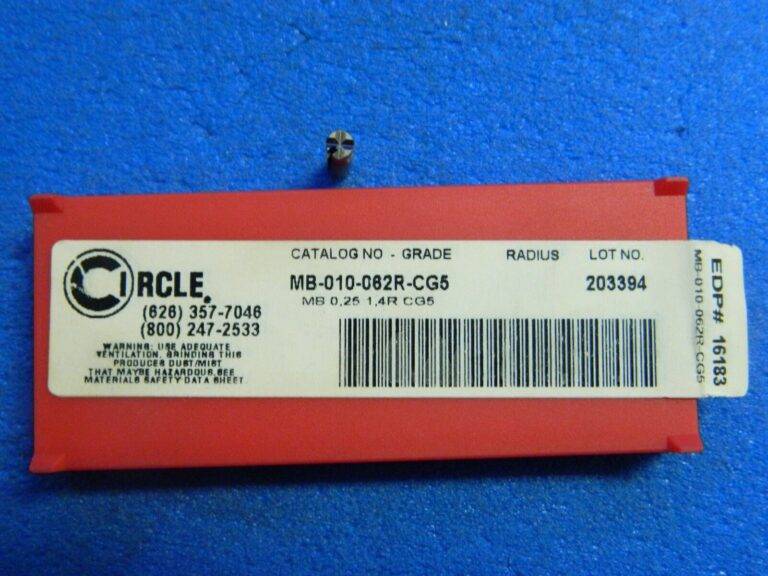 CIRCLE.
(626) 357-7046
(800) 247-2533
WARNING: USE ADEQUATE
VENTILATION, GRINDING THIS
PRODUCES DUST/MIST
THAT MAYBE HAZARDOUS.SEE
MATERIALS SAFETY DATA SHEET.
CATALOG NO - GRADE RADIUS LOT NO.
MB-010-062R-CG5 203394
MB 0,25 1,4R CG5
EDP# 16183
MB-010-062R-CG5